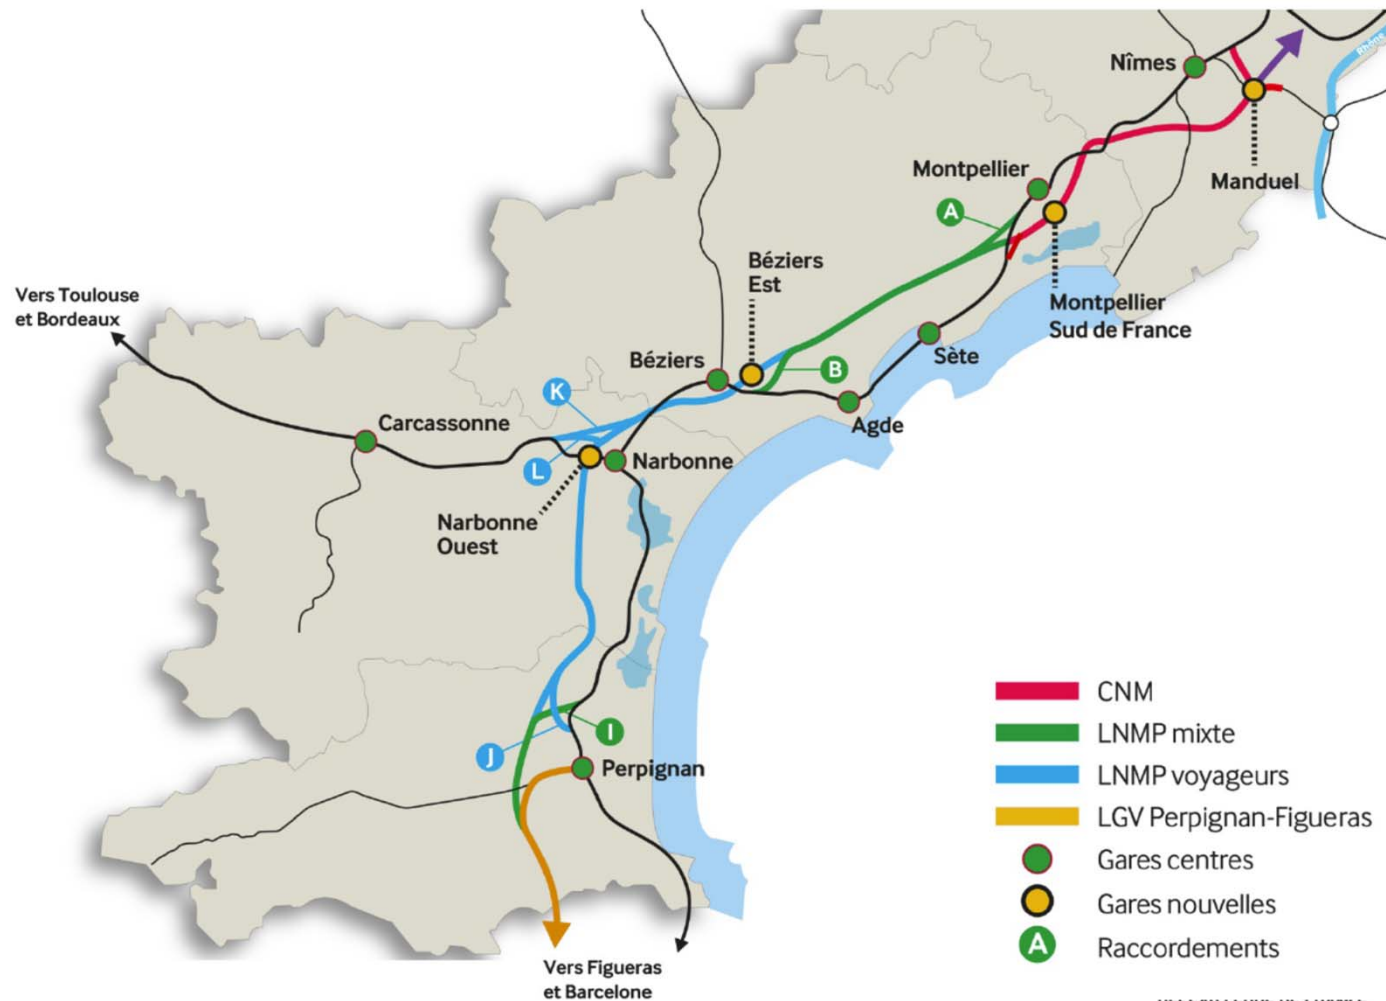 Rhône
Nîmes
Manduel
Montpellier
A
Béziers
Est
Montpellier
Sud de France
Vers Toulouse
et Bordeaux
Sète
Béziers
B
K
Agde
Carcassonne
L
Narbonne
Narbonne
Ouest
I
J
Perpignan
Vers Figueras
et Barcelone
CNM
LNMP mixte
LNMP voyageurs
LGV Perpignan-Figueras
Gares centres
Gares nouvelles
A
Raccordements